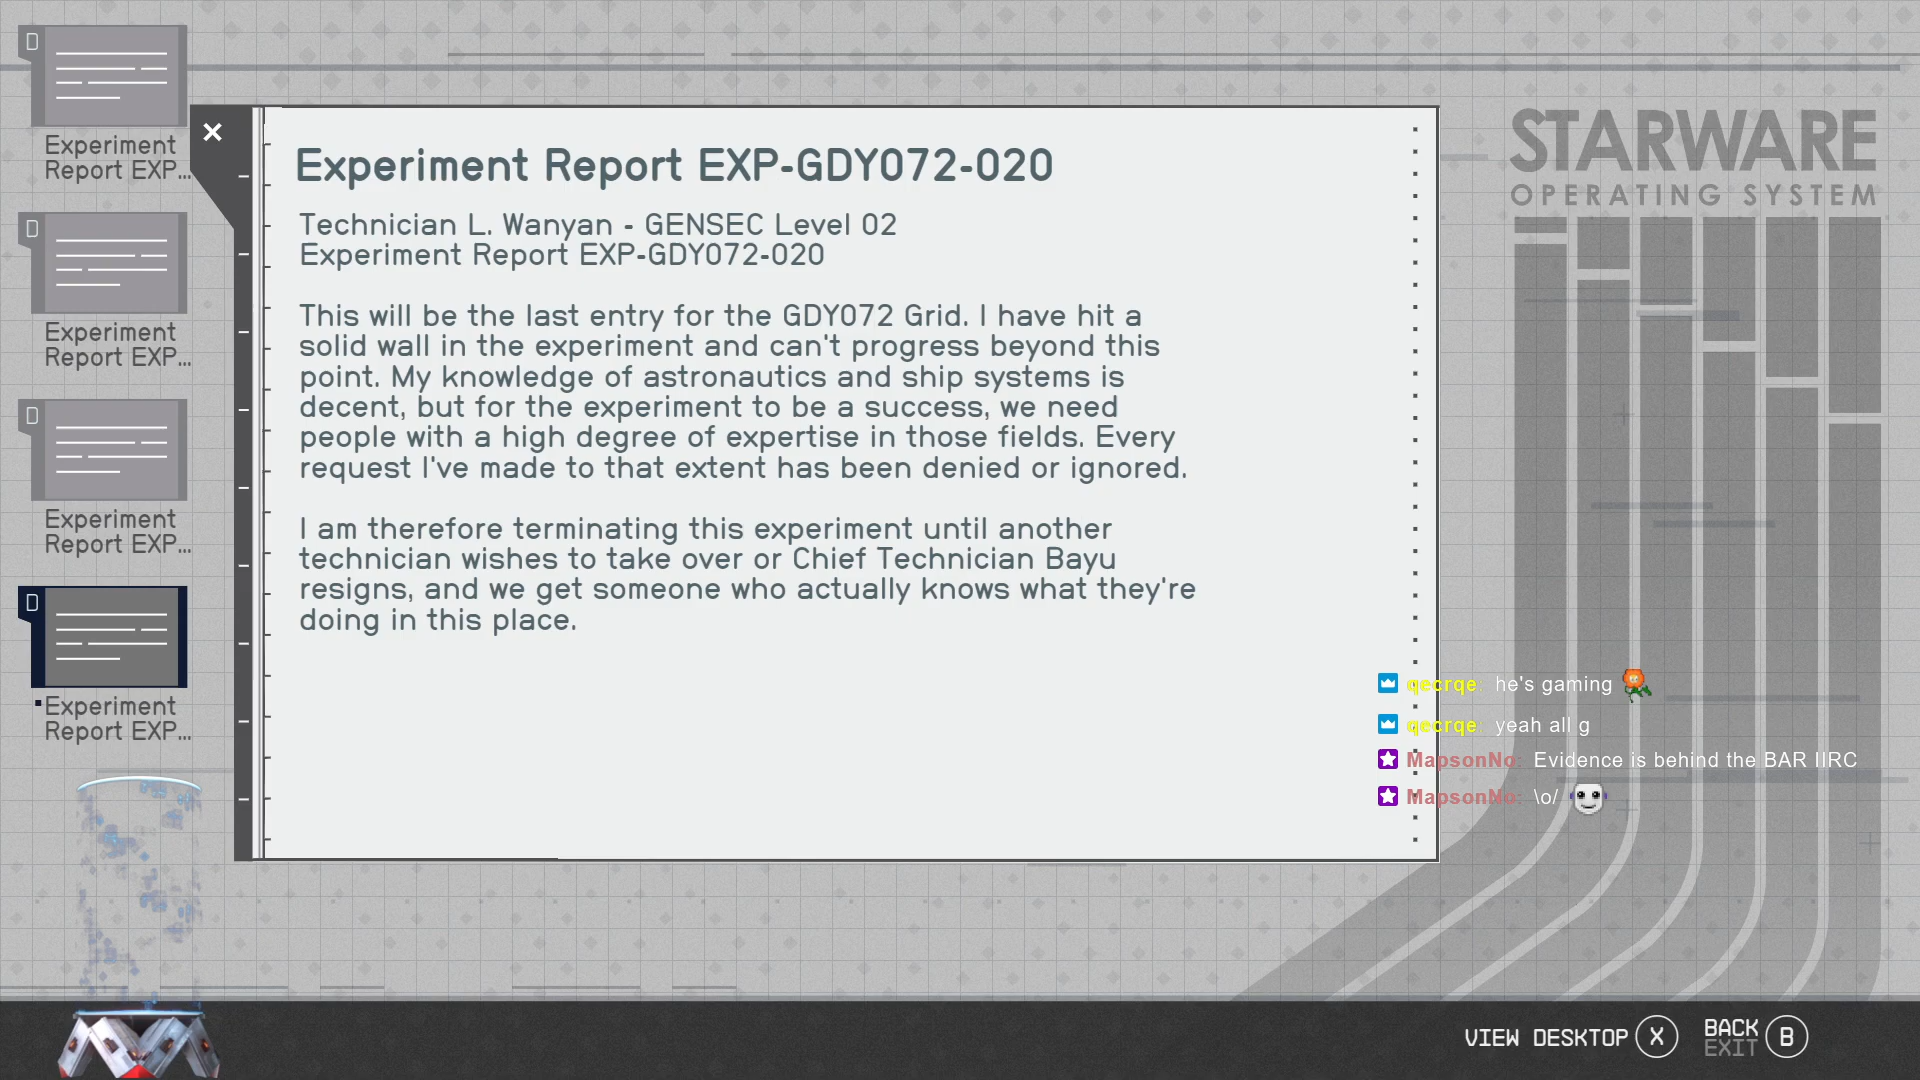 Experiment
Report EXP...
Experiment
Report EXP...
Experiment
Report EXP...
Experiment
Report EXP...
Experiment Report EXP-GDY072-020
Technician L. Wanyan - GENSEC Level 02
Experiment Report EXP-GDY072-020
This will be the last entry for the GDY072 Grid. I have hit a
solid wall in the experiment and can't progress beyond this
point. My knowledge of astronautics and ship systems is
decent, but for the experiment to be a success, we need
people with a high degree of expertise in those fields. Every
request I've made to that extent has been denied or ignored.
I am therefore terminating this experiment until another
technician wishes to take over or Chief Technician Bayu
resigns, and we get someone who actually knows what they're
doing in this place.
STARWARE
OPERATING SYSTEM
qecrqe: he's gaming
qecrqe: yeah all g
MapsonNo: Evidence is behind the BAR IIRC
MapsonNo: \o/
VIEW DESKTOP X
BACK B
EXIT